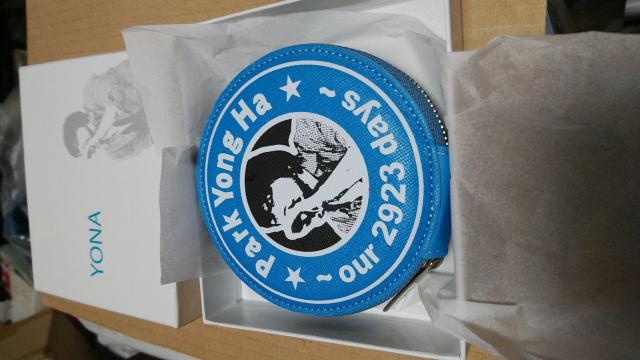 YONA
Park Yong Ha
~ our 2923 days ~